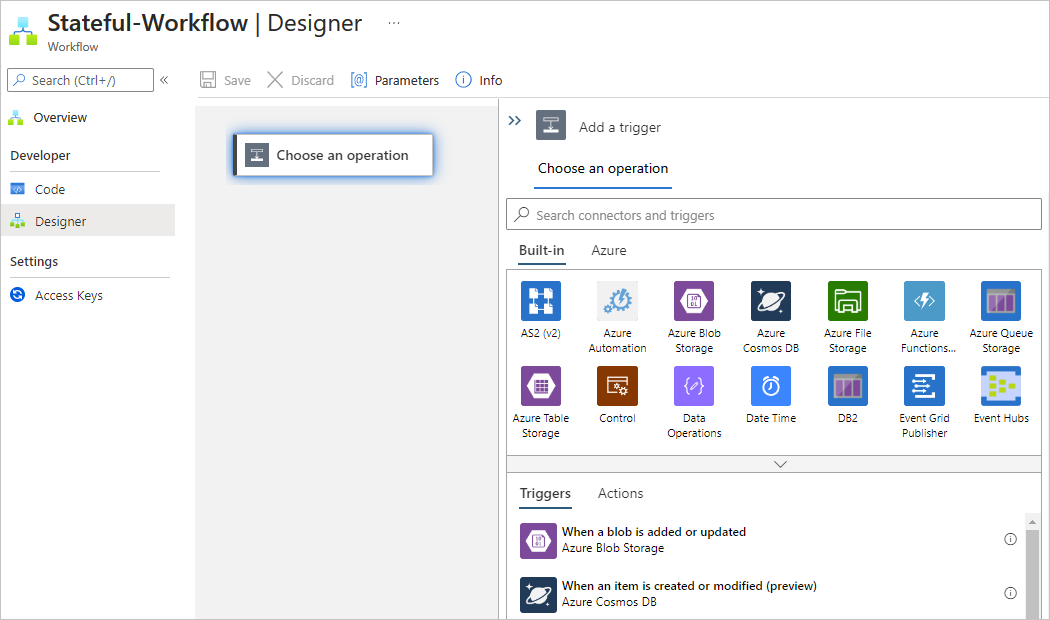 Stateful-Workflow | Designer ...
Workflow
Search (Ctrl+/)
«
Save
Discard
[@] Parameters
Info
Overview
Developer
Code
Designer
Settings
Access Keys
Choose an operation
»
Add a trigger
Choose an operation
Search connectors and triggers
Built-in
Azure
AS2 (v2)
Azure
Automation
Azure Blob
Storage
Azure
Cosmos DB
Azure File
Storage
Azure
Functions...
Azure Queue
Storage
Azure Table
Storage
Control
Data
Operations
Date Time
DB2
Event Grid
Publisher
Event Hubs
Triggers
Actions
When a blob is added or updated
Azure Blob Storage
When an item is created or modified (preview)
Azure Cosmos DB